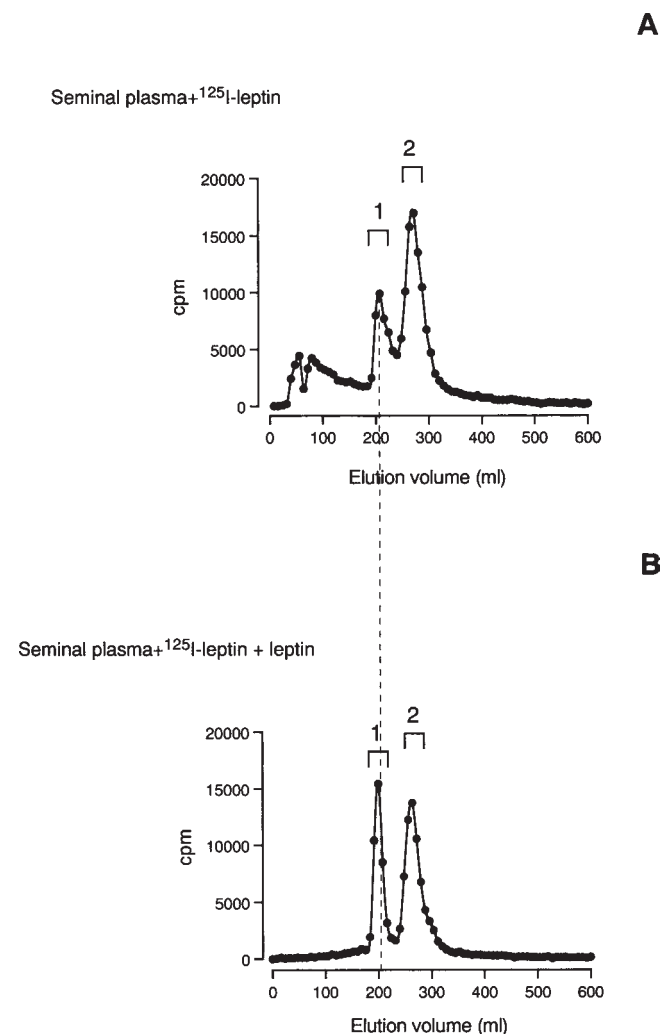 A
Seminal plasma+125I-leptin
2
1
20000
15000
10000
5000
0
cpm
0 100 200 300 400 500 600
Elution volume (ml)
B
Seminal plasma+125I-leptin + leptin
2
1
20000
15000
10000
5000
0
cpm
0 100 200 300 400 500 600
Elution volume (ml)